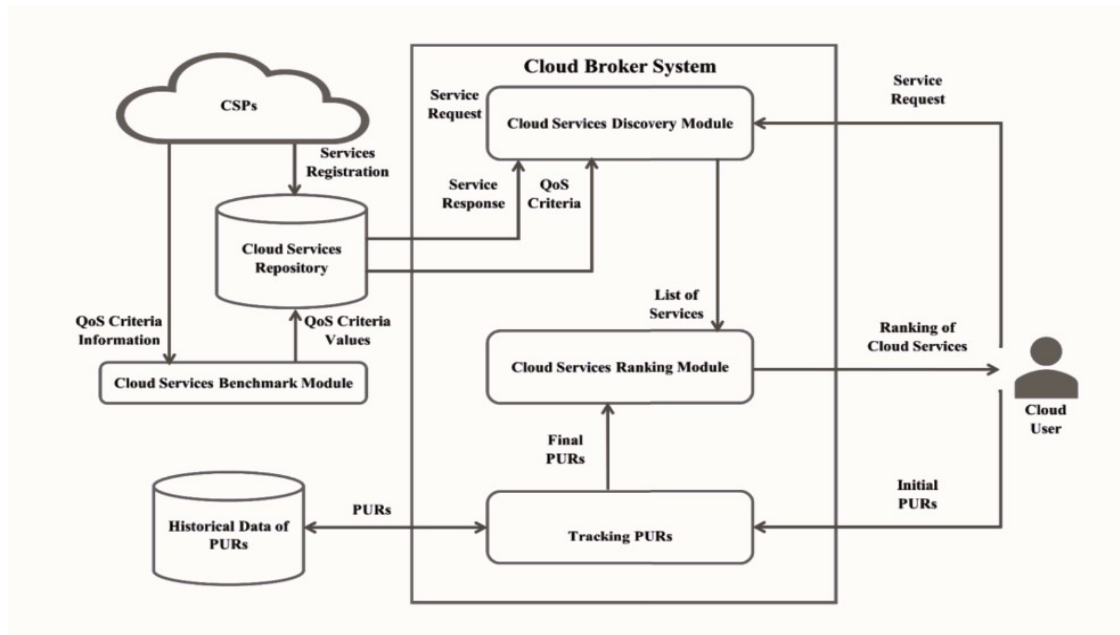 Cloud Broker System
CSPs
Service
Request
Cloud Services Discovery Module
Service
Request
Services
Registration
Service
Response
QoS
Criteria
Cloud Services
Repository
List of
Services
QoS Criteria
Information
QoS Criteria
Values
Ranking of
Cloud Services
Cloud Services Benchmark Module
Cloud Services Ranking Module
Cloud
User
Final
PURs
Initial
PURs
Historical Data of
PURs
PURs
Tracking PURs